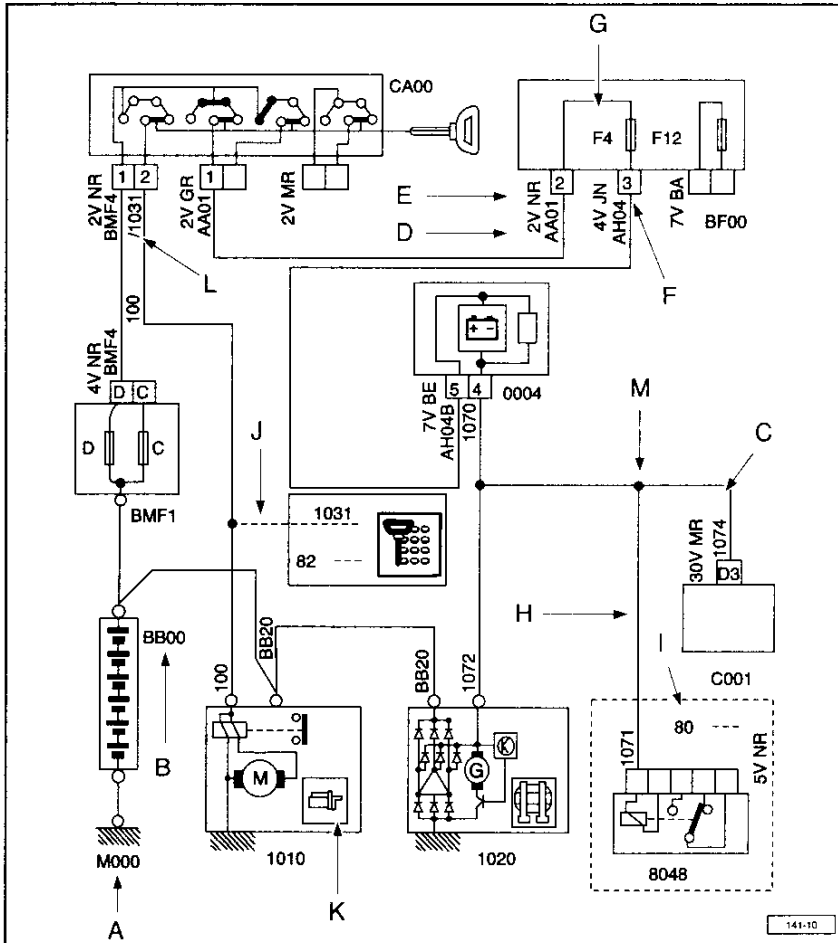 G
CA00
F4
F12
1
2
1
2
3
2V NR
BMF4
/1031
2V GR
AA01
2V MR
E
D
2V NR
AA01
4V JN
AH04
7V BA
BF00
L
F
100
4V NR
BMF4
D
C
+ -
5
4
0004
7V BE
AH04B
1070
M
C
D
C
J
BMF1
1031
82
30V MR
1074
D3
H
BB00
BB20
I
C001
100
BB20
1072
80
1071
5V NR
B
M
K
G
M000
1010
1020
8048
A
K
141-10